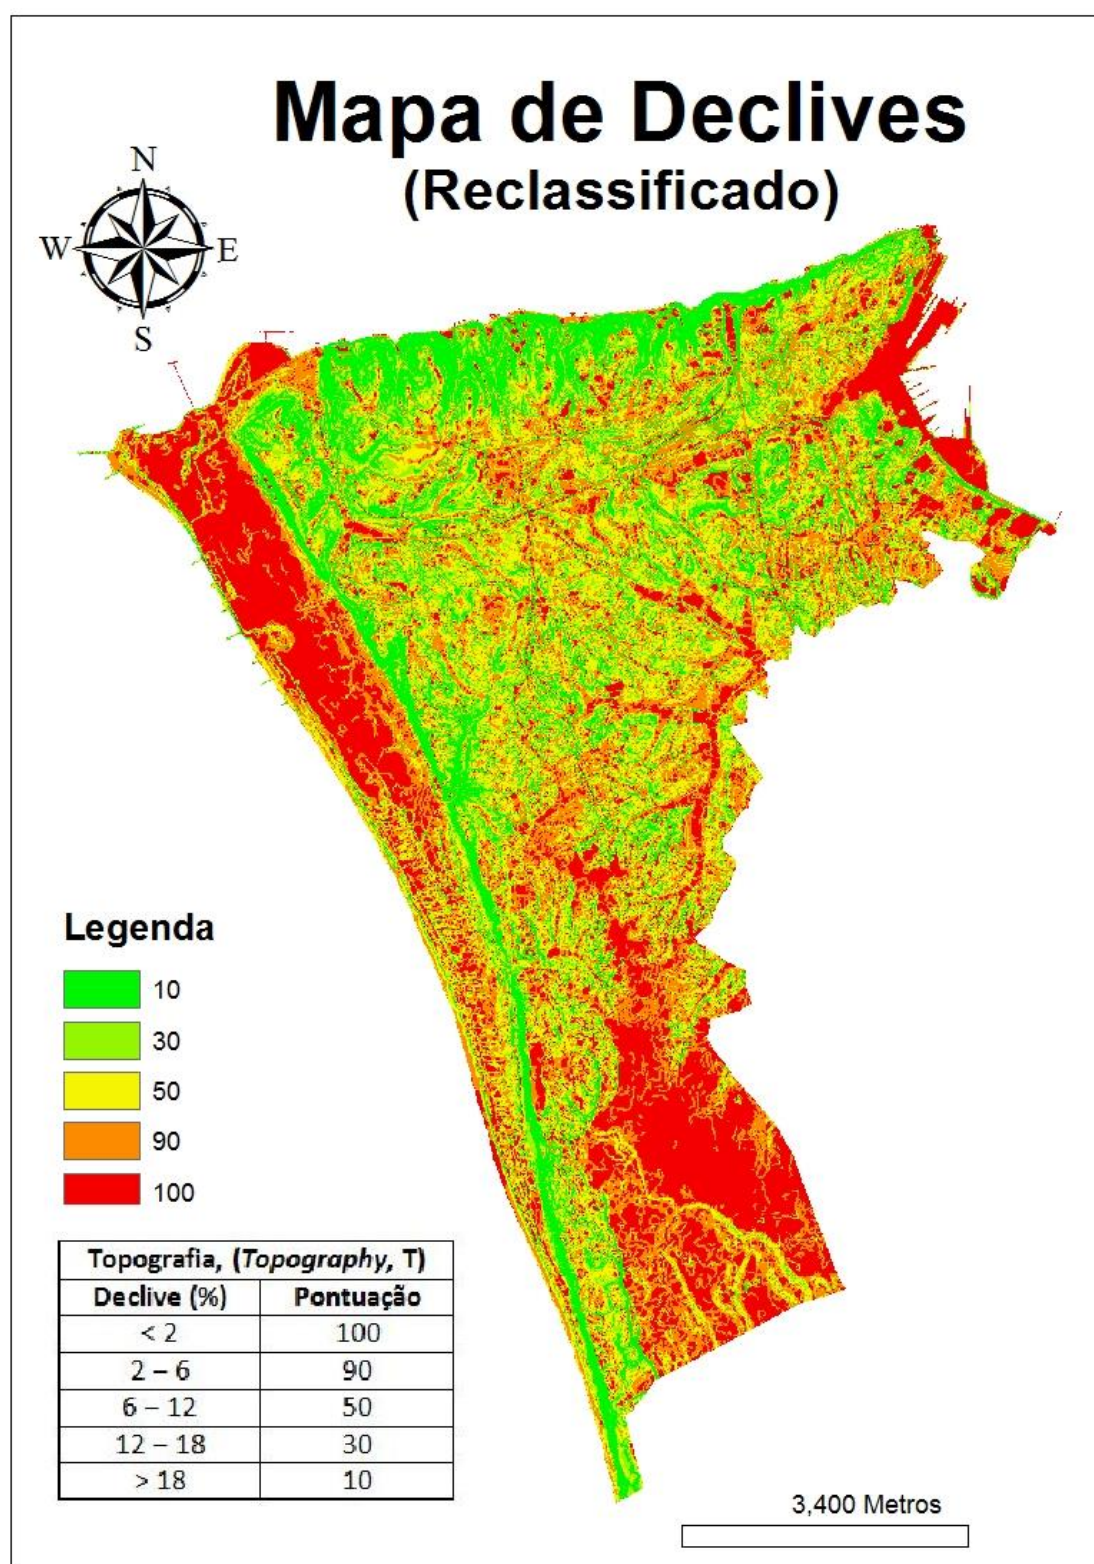 Mapa de Declives
(Reclassificado)
N
W E
S
Legenda
10
30
50
90
100
Topografia, (Topography, T)
Declive (%) Pontuação
< 2 100
2 – 6 90
6 – 12 50
12 – 18 30
> 18 10
3,400 Metros